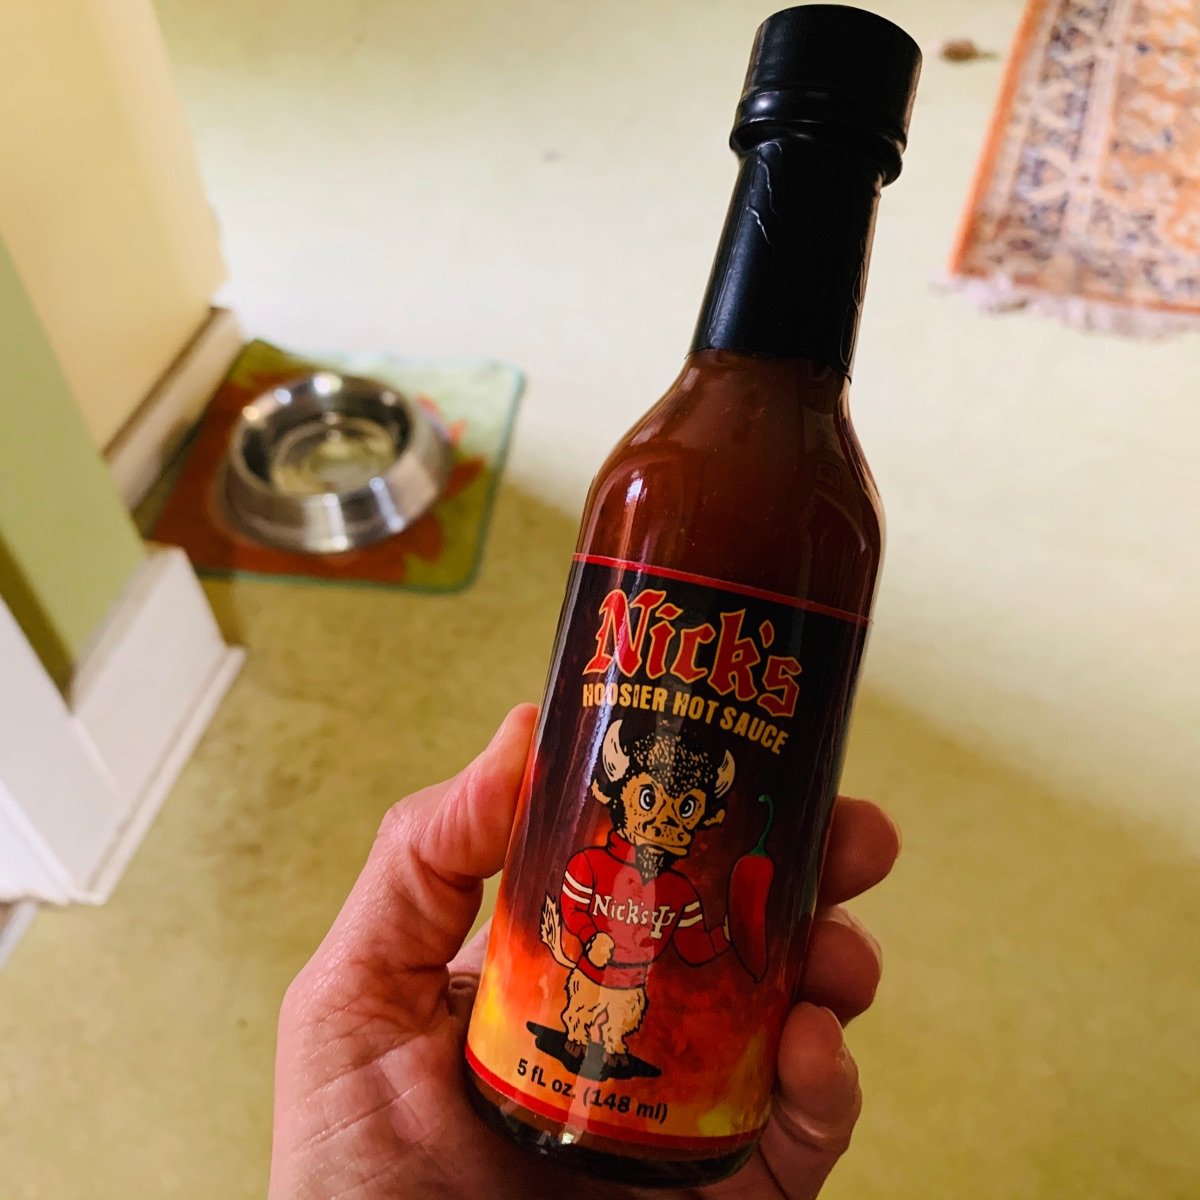 Nick's
HOOSIER HOT SAUCE
Nick's
5 fL oz. (148 ml)